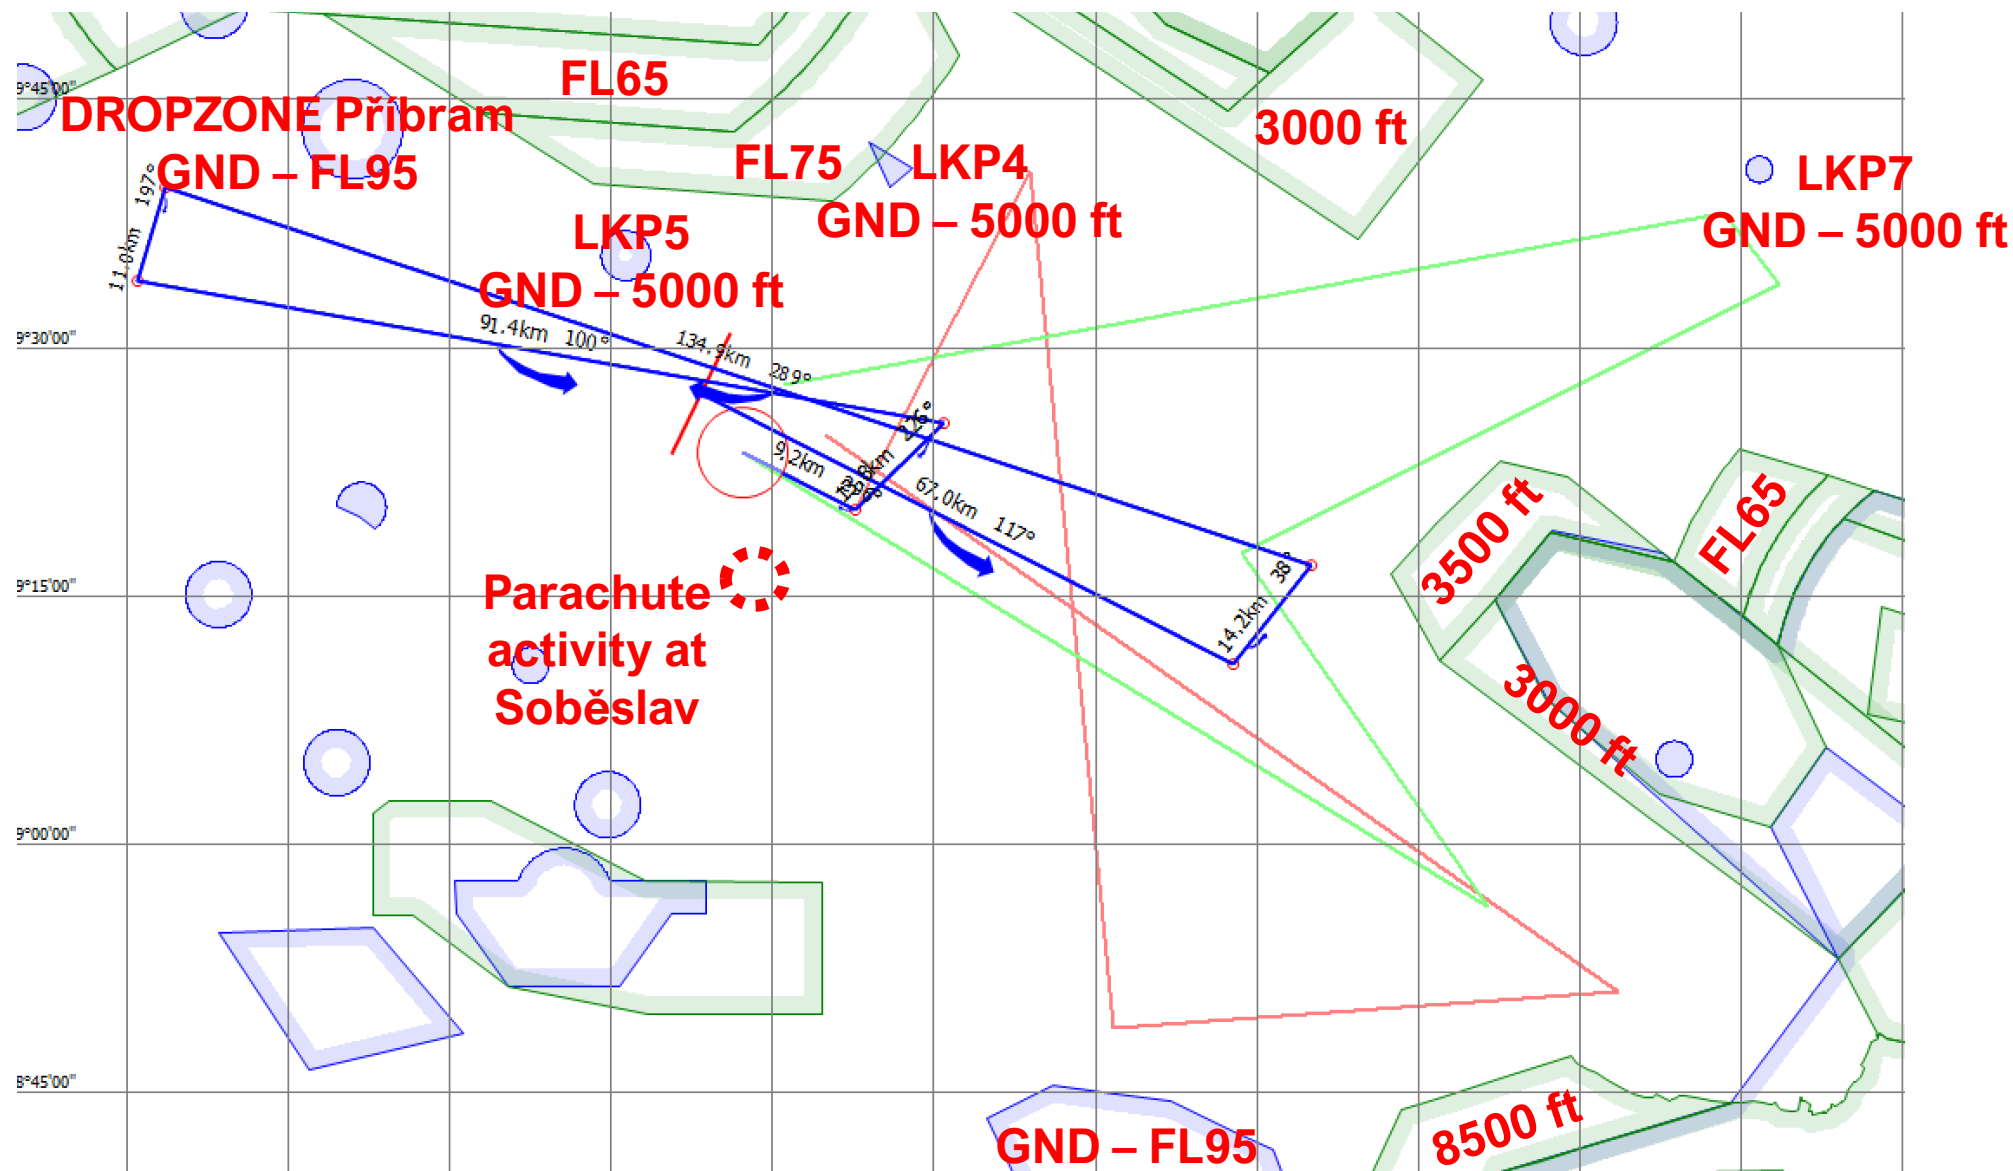 FL65
9°45'00"
DROPZONE Příbram
GND – FL95
3000 ft
FL75
LKP4
GND – 5000 ft
LKP7
GND – 5000 ft
197°
11.0km
LKP5
GND – 5000 ft
9°30'00"
91.4km 100°
134.9km 289°
226°
9.2km
67.0km 117°
38°
14.2km
3500 ft
FL65
9°15'00"
Parachute
activity at
Soběslav
3000 ft
9°00'00"
8°45'00"
GND – FL95
8500 ft